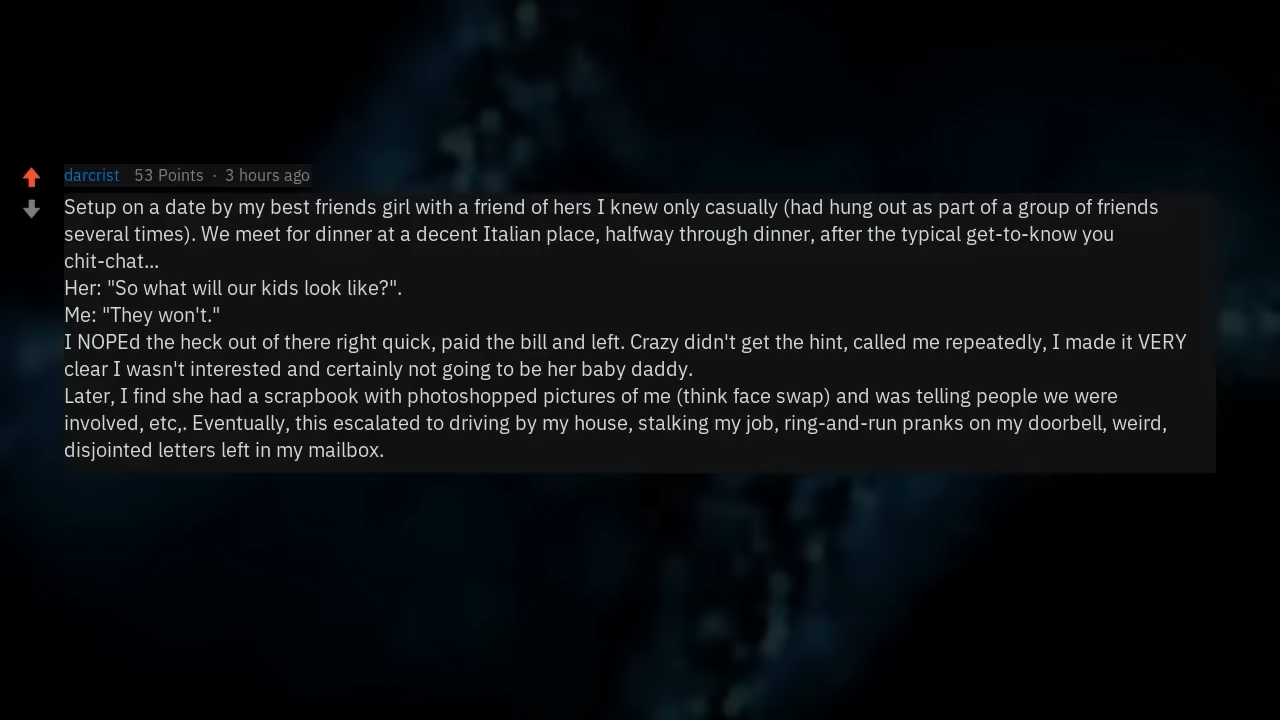 darcrist 53 Points · 3 hours ago
Setup on a date by my best friends girl with a friend of hers I knew only casually (had hung out as part of a group of friends
several times). We meet for dinner at a decent Italian place, halfway through dinner, after the typical get-to-know you
chit-chat...
Her: "So what will our kids look like?".
Me: "They won't."
I NOPEd the heck out of there right quick, paid the bill and left. Crazy didn't get the hint, called me repeatedly, I made it VERY
clear I wasn't interested and certainly not going to be her baby daddy.
Later, I find she had a scrapbook with photoshopped pictures of me (think face swap) and was telling people we were
involved, etc,. Eventually, this escalated to driving by my house, stalking my job, ring-and-run pranks on my doorbell, weird,
disjointed letters left in my mailbox.